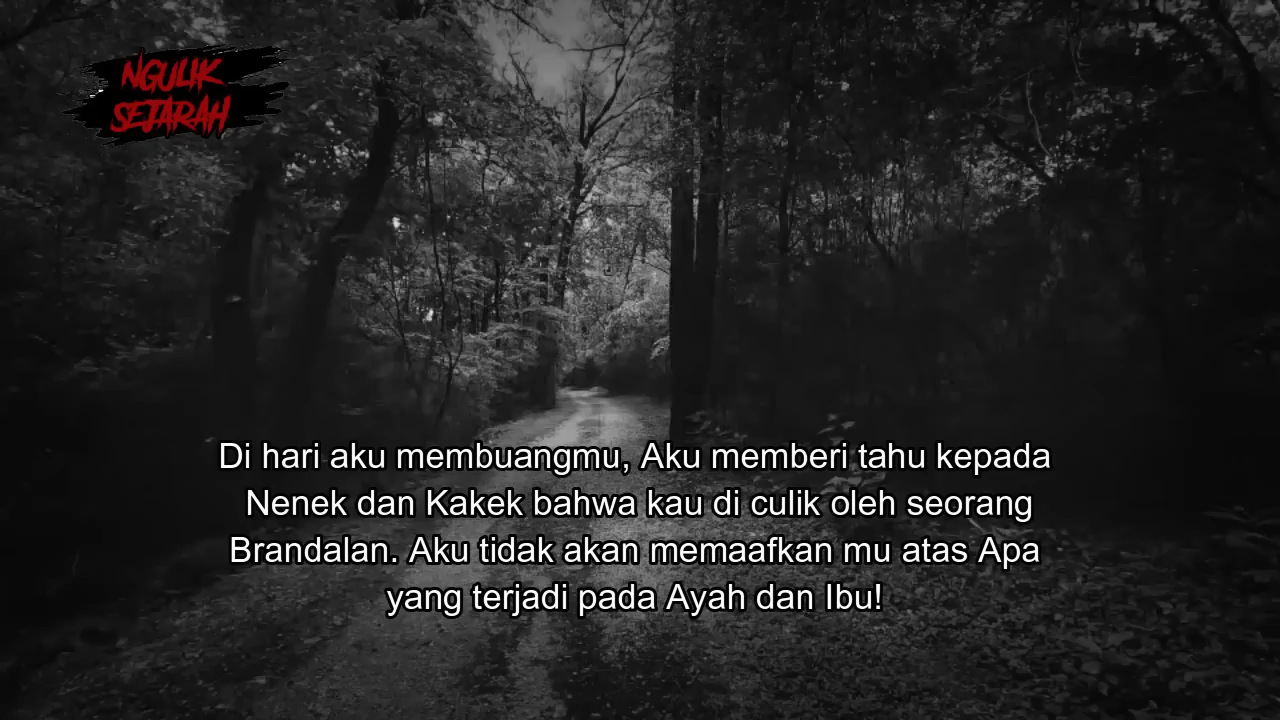 NGULIK
SEJARAH
Di hari aku membuangmu, Aku memberi tahu kepada
Nenek dan Kakek bahwa kau di culik oleh seorang
Brandalan. Aku tidak akan memaafkan mu atas Apa
yang terjadi pada Ayah dan Ibu!